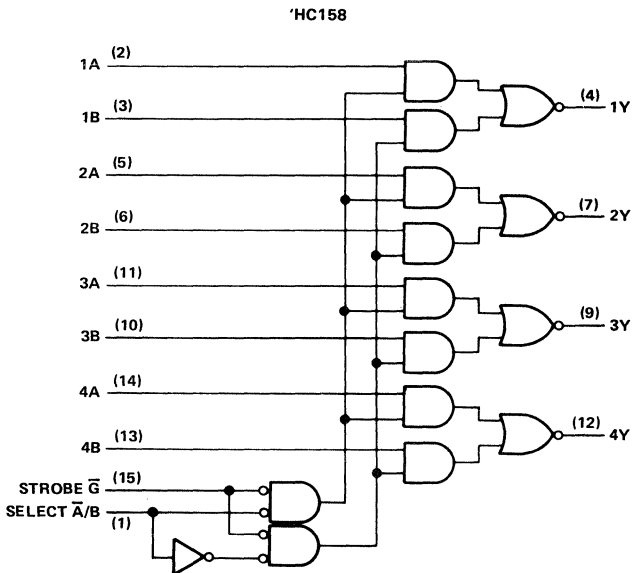 'HC158
1A (2)
1B (3)
(4) 1Y
2A (5)
2B (6)
(7) 2Y
3A (11)
3B (10)
(9) 3Y
4A (14)
4B (13)
(12) 4Y
STROBE G̅ (15)
SELECT A̅/B (1)